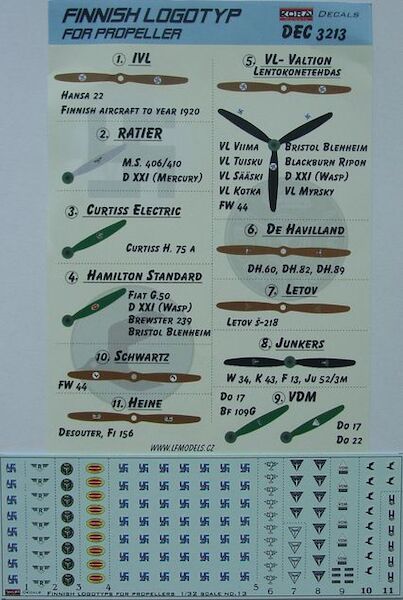 FINNISH LOGOTYP
FOR PROPELLER
KORA DECALS
DEC 3213
1. IVL
HANSA 22
FINNISH AIRCRAFT TO YEAR 1920
2. RATIER
M.S. 406/410
D XXI (MERCURY)
3. CURTISS ELECTRIC
CURTISS H. 75 A
4. HAMILTON STANDARD
FIAT G.50
D XXI (WASP)
BREWSTER 239
BRISTOL BLENHEIM
10. SCHWARTZ
FW 44
11. HEINE
DESOUTER, FI 156
5. VL- VALTION
LENTOKONETEHDAS
VL VIIMA
VL TUISKU
VL SÄÄSKI
VL KOTKA
FW 44
BRISTOL BLENHEIM
BLACKBURN RIPON
D XXI (WASP)
VL MYRSKY
6. DE HAVILLAND
DH.60, DH.82, DH.89
7. LETOV
LETOV Š-218
8. JUNKERS
W 34, K 43, F 13, JU 52/3M
9. VDM
DO 17
BF 109G
DO 17
DO 22
WWW.LFMODELS.CZ
1 2 3 4 5 6 7 8 9 10 11
DECALS FINNISH LOGOTYPS FOR PROPELLERS 1/32 SCALE NO.13